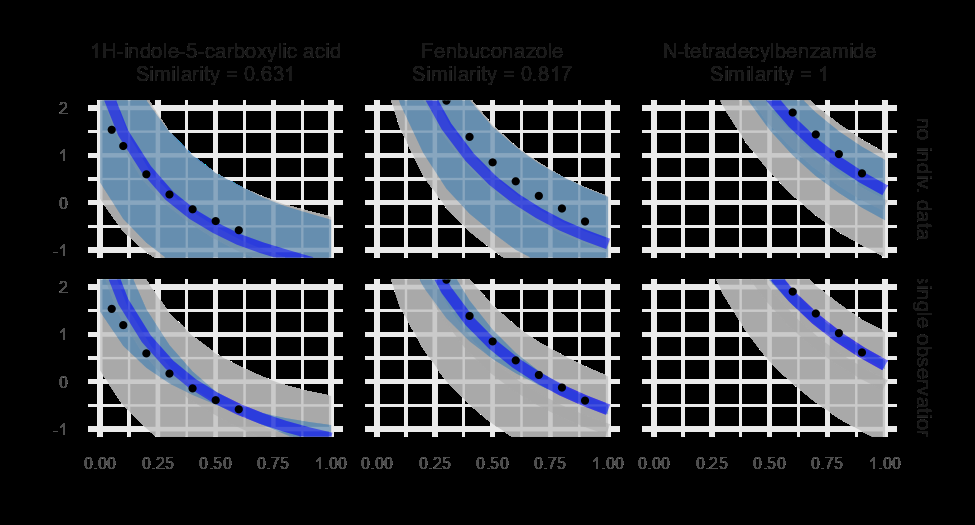 1H-indole-5-carboxylic acid
Similarity = 0.631
Fenbuconazole
Similarity = 0.817
N-tetradecylbenzamide
Similarity = 1
2
1
0
-1
no indiv. data
2
1
0
-1
single observation
0.00 0.25 0.50 0.75 1.00
0.00 0.25 0.50 0.75 1.00
0.00 0.25 0.50 0.75 1.00